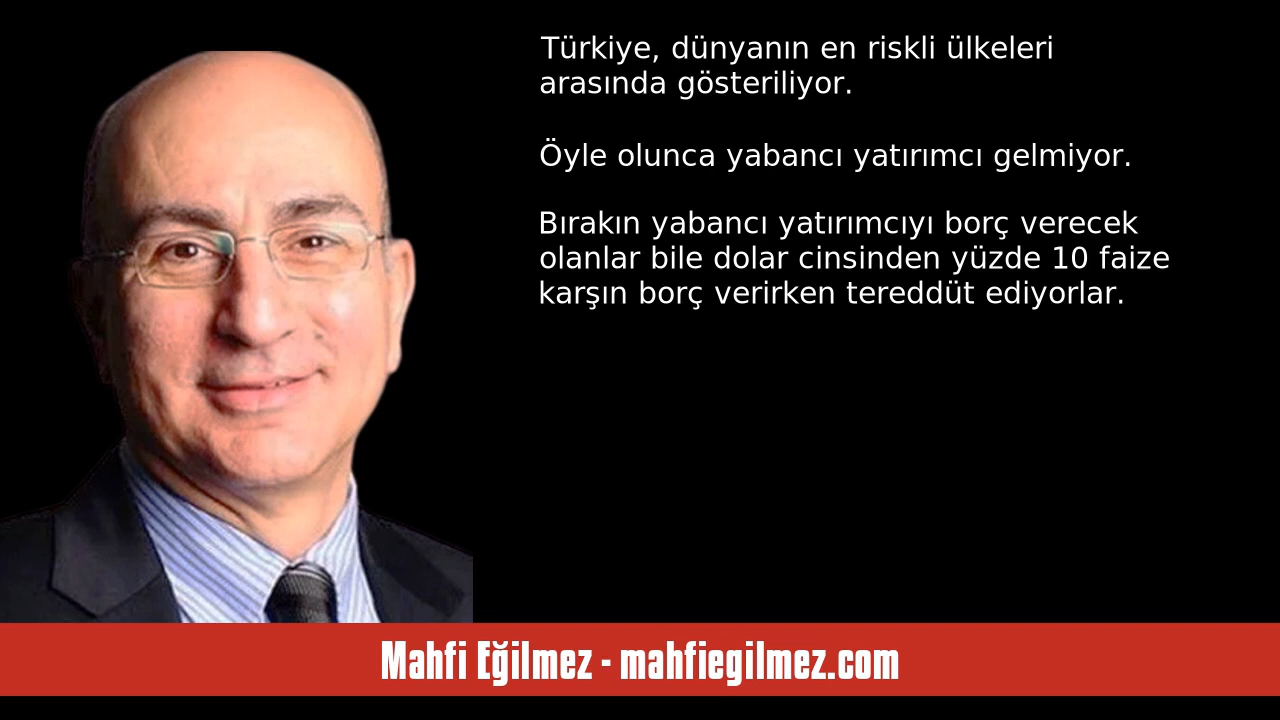 Türkiye, dünyanın en riskli ülkeleri
arasında gösteriliyor.
Öyle olunca yabancı yatırımcı gelmiyor.
Bırakın yabancı yatırımcıyı borç verecek
olanlar bile dolar cinsinden yüzde 10 faize
karşın borç verirken tereddüt ediyorlar.
Mahfi Eğilmez - mahfiegilmez.com